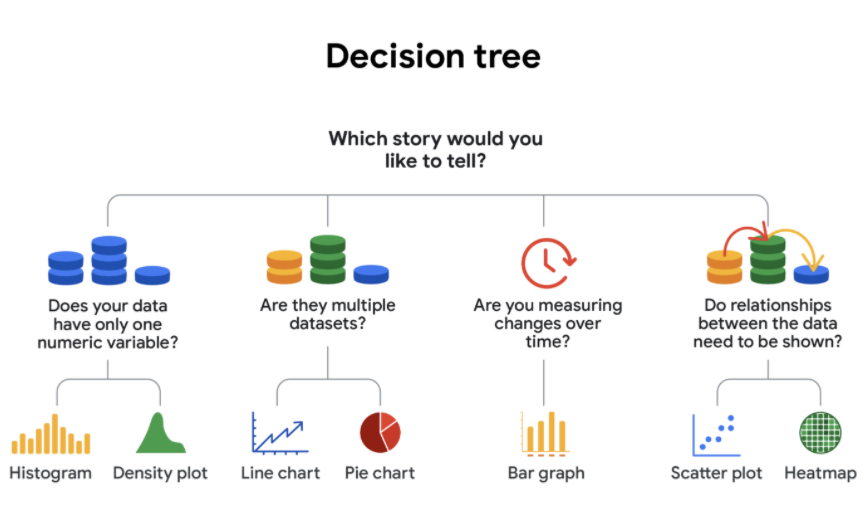 Decision tree
Which story would you
like to tell?
Does your data
have only one
numeric variable?
Are they multiple
datasets?
Are you measuring
changes over
time?
Do relationships
between the data
need to be shown?
Histogram
Density plot
Line chart
Pie chart
Bar graph
Scatter plot
Heatmap